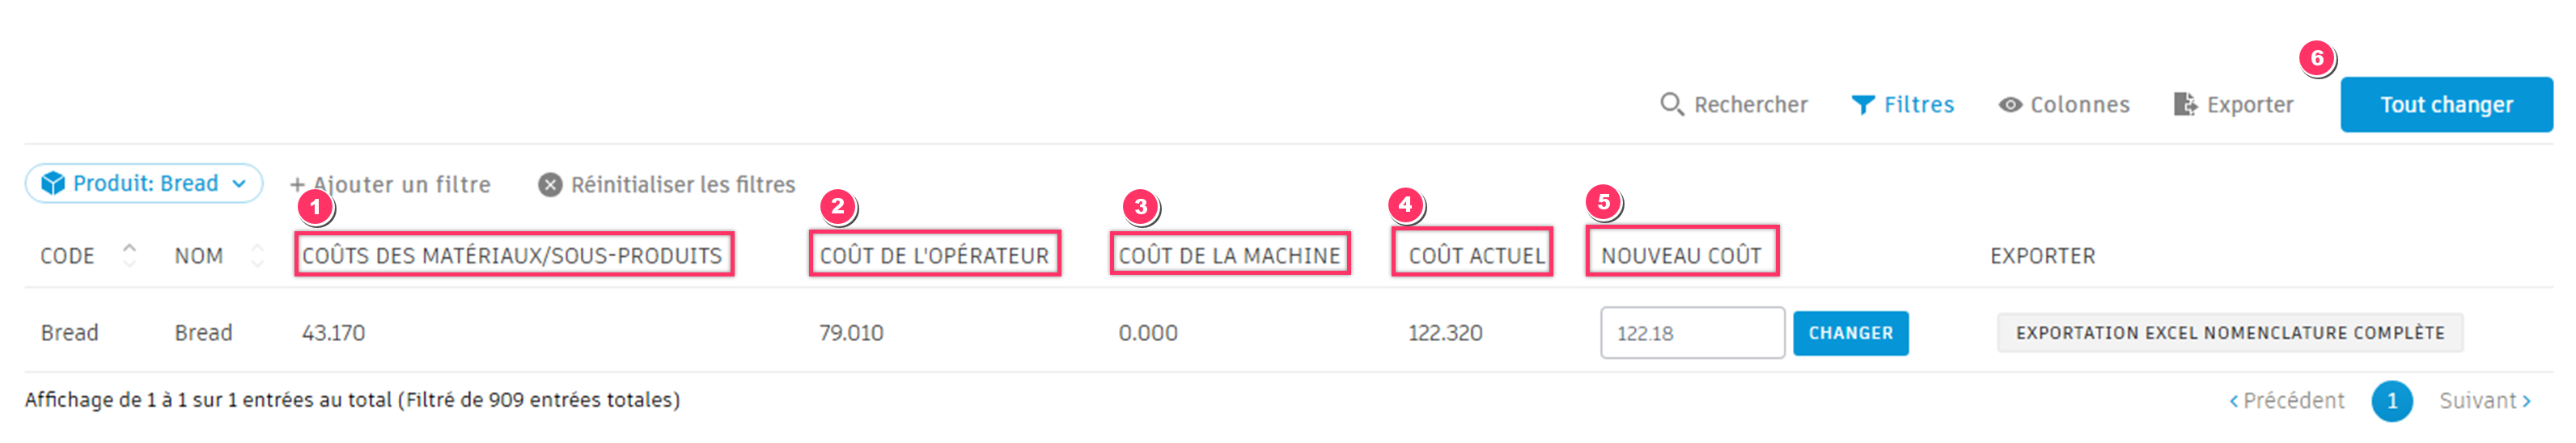 6
Rechercher Filtres Colonnes Exporter Tout changer
Produit: Bread + Ajouter un filtre Réinitialiser les filtres
1 2 3 4 5
CODE NOM COÛTS DES MATÉRIAUX/SOUS-PRODUITS COÛT DE L'OPÉRATEUR COÛT DE LA MACHINE COÛT ACTUEL NOUVEAU COÛT EXPORTER
Bread Bread 43.170 79.010 0.000 122.320 122.18 CHANGER EXPORTATION EXCEL NOMENCLATURE COMPLÈTE
Affichage de 1 à 1 sur 1 entrées au total (Filtré de 909 entrées totales) ‹ Précédent 1 Suivant ›